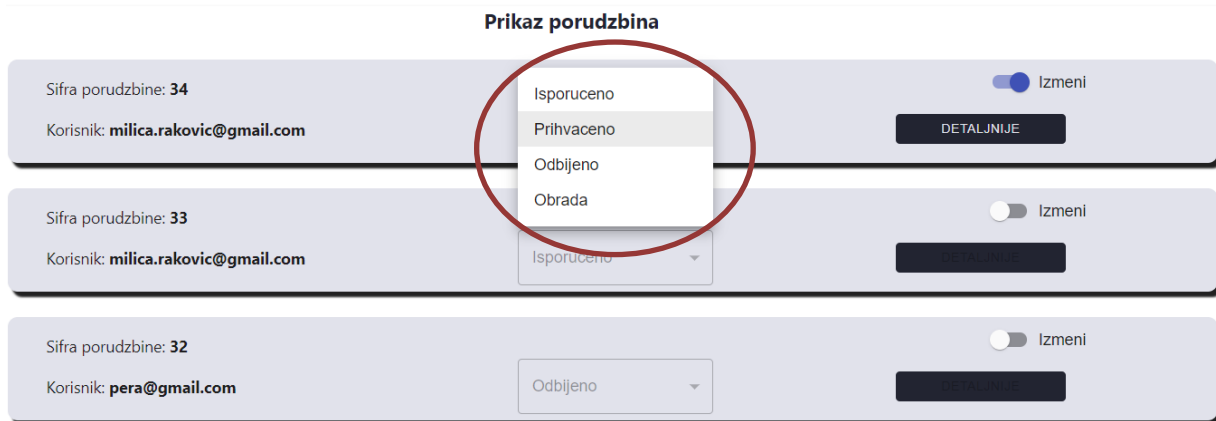 Prikaz porudzbina
Sifra porudzbine: 34
Korisnik: milica.rakovic@gmail.com
Isporuceno
Prihvaceno
Odbijeno
Obrada
Izmeni
DETALJNIJE
Sifra porudzbine: 33
Korisnik: milica.rakovic@gmail.com
Isporuceno
Izmeni
DETALJNIJE
Sifra porudzbine: 32
Korisnik: pera@gmail.com
Odbijeno
Izmeni
DETALJNIJE